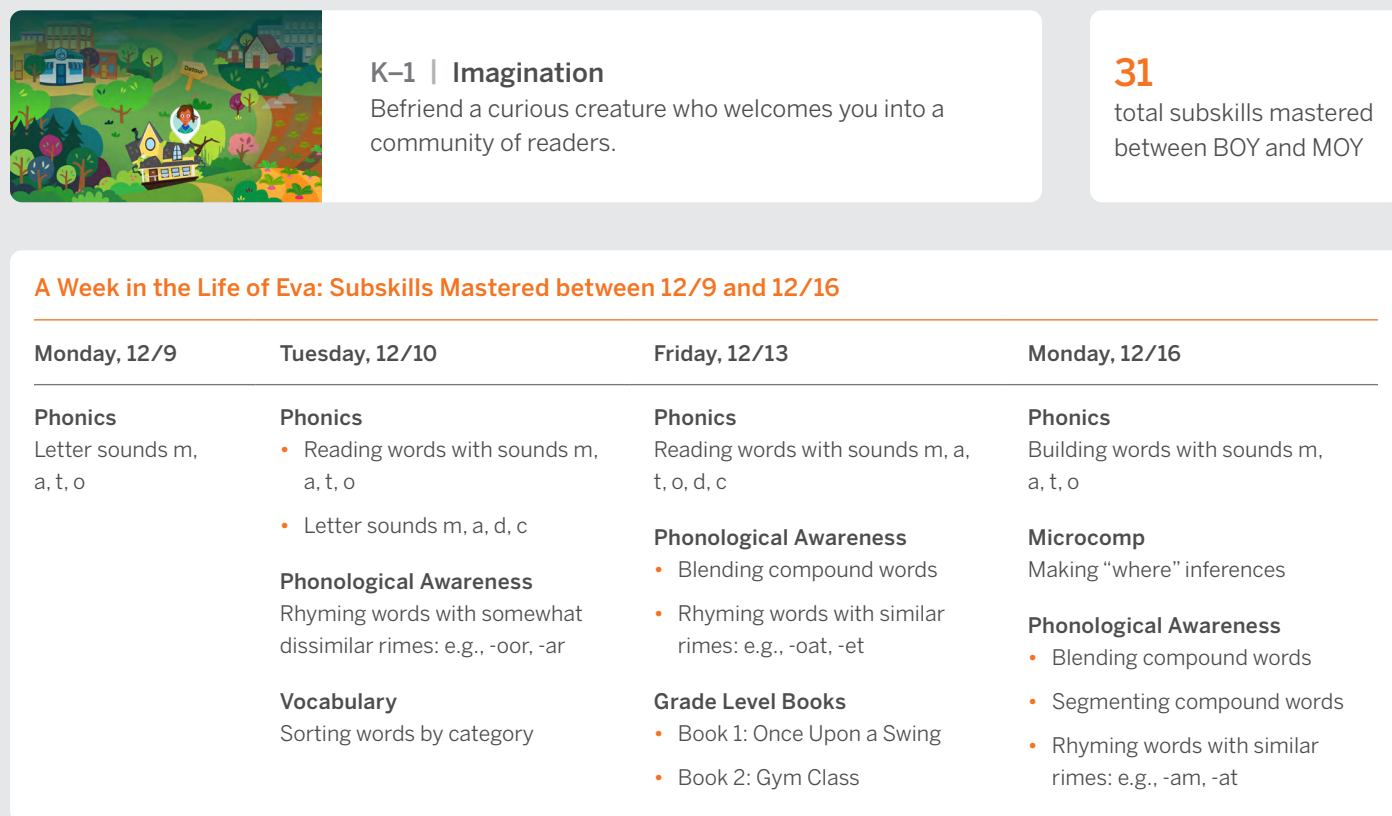 Detour
K–1 | Imagination
Befriend a curious creature who welcomes you into a
community of readers.
31
total subskills mastered
between BOY and MOY
A Week in the Life of Eva: Subskills Mastered between 12/9 and 12/16
Monday, 12/9
Phonics
Letter sounds m,
a, t, o
Tuesday, 12/10
Phonics
• Reading words with sounds m,
a, t, o
• Letter sounds m, a, d, c
Phonological Awareness
Rhyming words with somewhat
dissimilar rimes: e.g., -oor, -ar
Vocabulary
Sorting words by category
Friday, 12/13
Phonics
Reading words with sounds m, a,
t, o, d, c
Phonological Awareness
• Blending compound words
• Rhyming words with similar
rimes: e.g., -oat, -et
Grade Level Books
• Book 1: Once Upon a Swing
• Book 2: Gym Class
Monday, 12/16
Phonics
Building words with sounds m,
a, t, o
Microcomp
Making “where” inferences
Phonological Awareness
• Blending compound words
• Segmenting compound words
• Rhyming words with similar
rimes: e.g., -am, -at